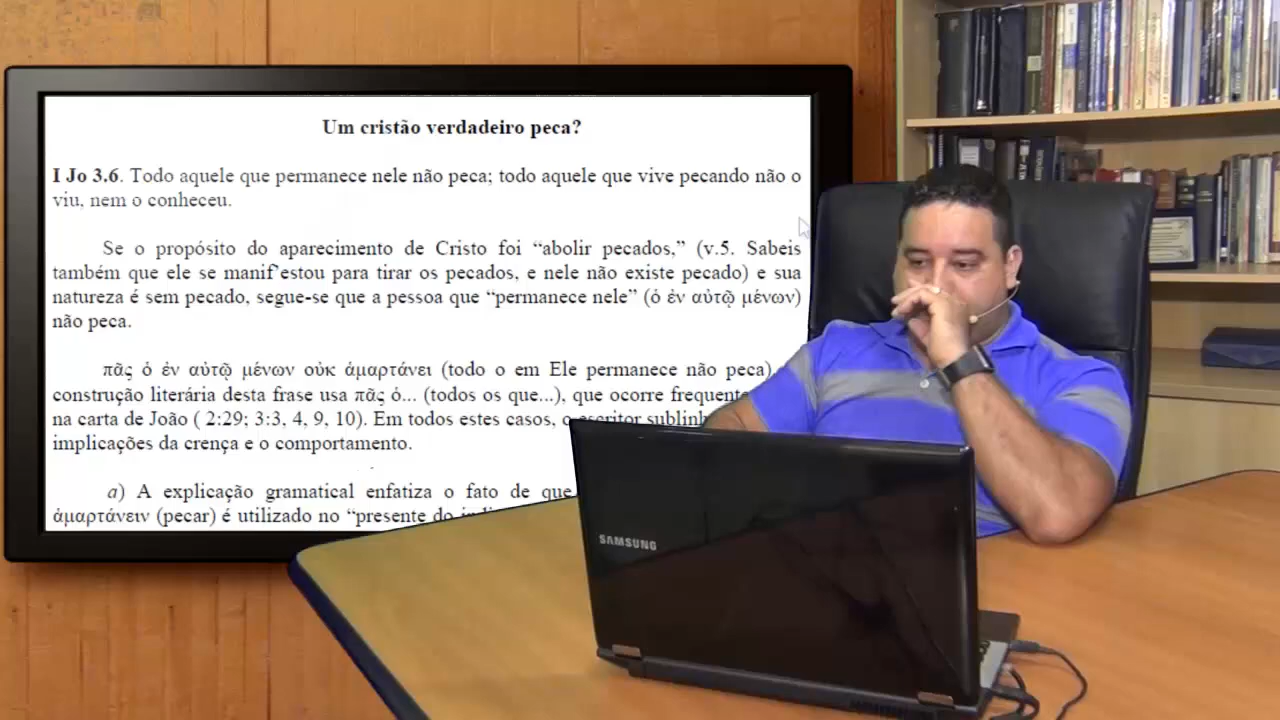 Um cristão verdadeiro peca?
I Jo 3.6. Todo aquele que permanece nele não peca; todo aquele que vive pecando não o
viu, nem o conheceu.
Se o propósito do aparecimento de Cristo foi “abolir pecados,” (v.5. Sabeis
também que ele se manifestou para tirar os pecados, e nele não existe pecado) e sua
natureza é sem pecado, segue-se que a pessoa que “permanece nele” (ὁ ἐν αὐτῷ μένων)
não peca.
πᾶς ὁ ἐν αὐτῷ μένων οὐκ ἁμαρτάνει (todo o em Ele permanece não peca)
construção literária desta frase usa πᾶς ὁ... (todos os que...), que ocorre
na carta de João ( 2:29; 3:3, 4, 9, 10). Em todos estes casos, o escritor
implicações da crença e o comportamento.
a) A explicação gramatical enfatiza o fato de que
ἁμαρτάνειν (pecar) é utilizado no “presente do
SAMSUNG